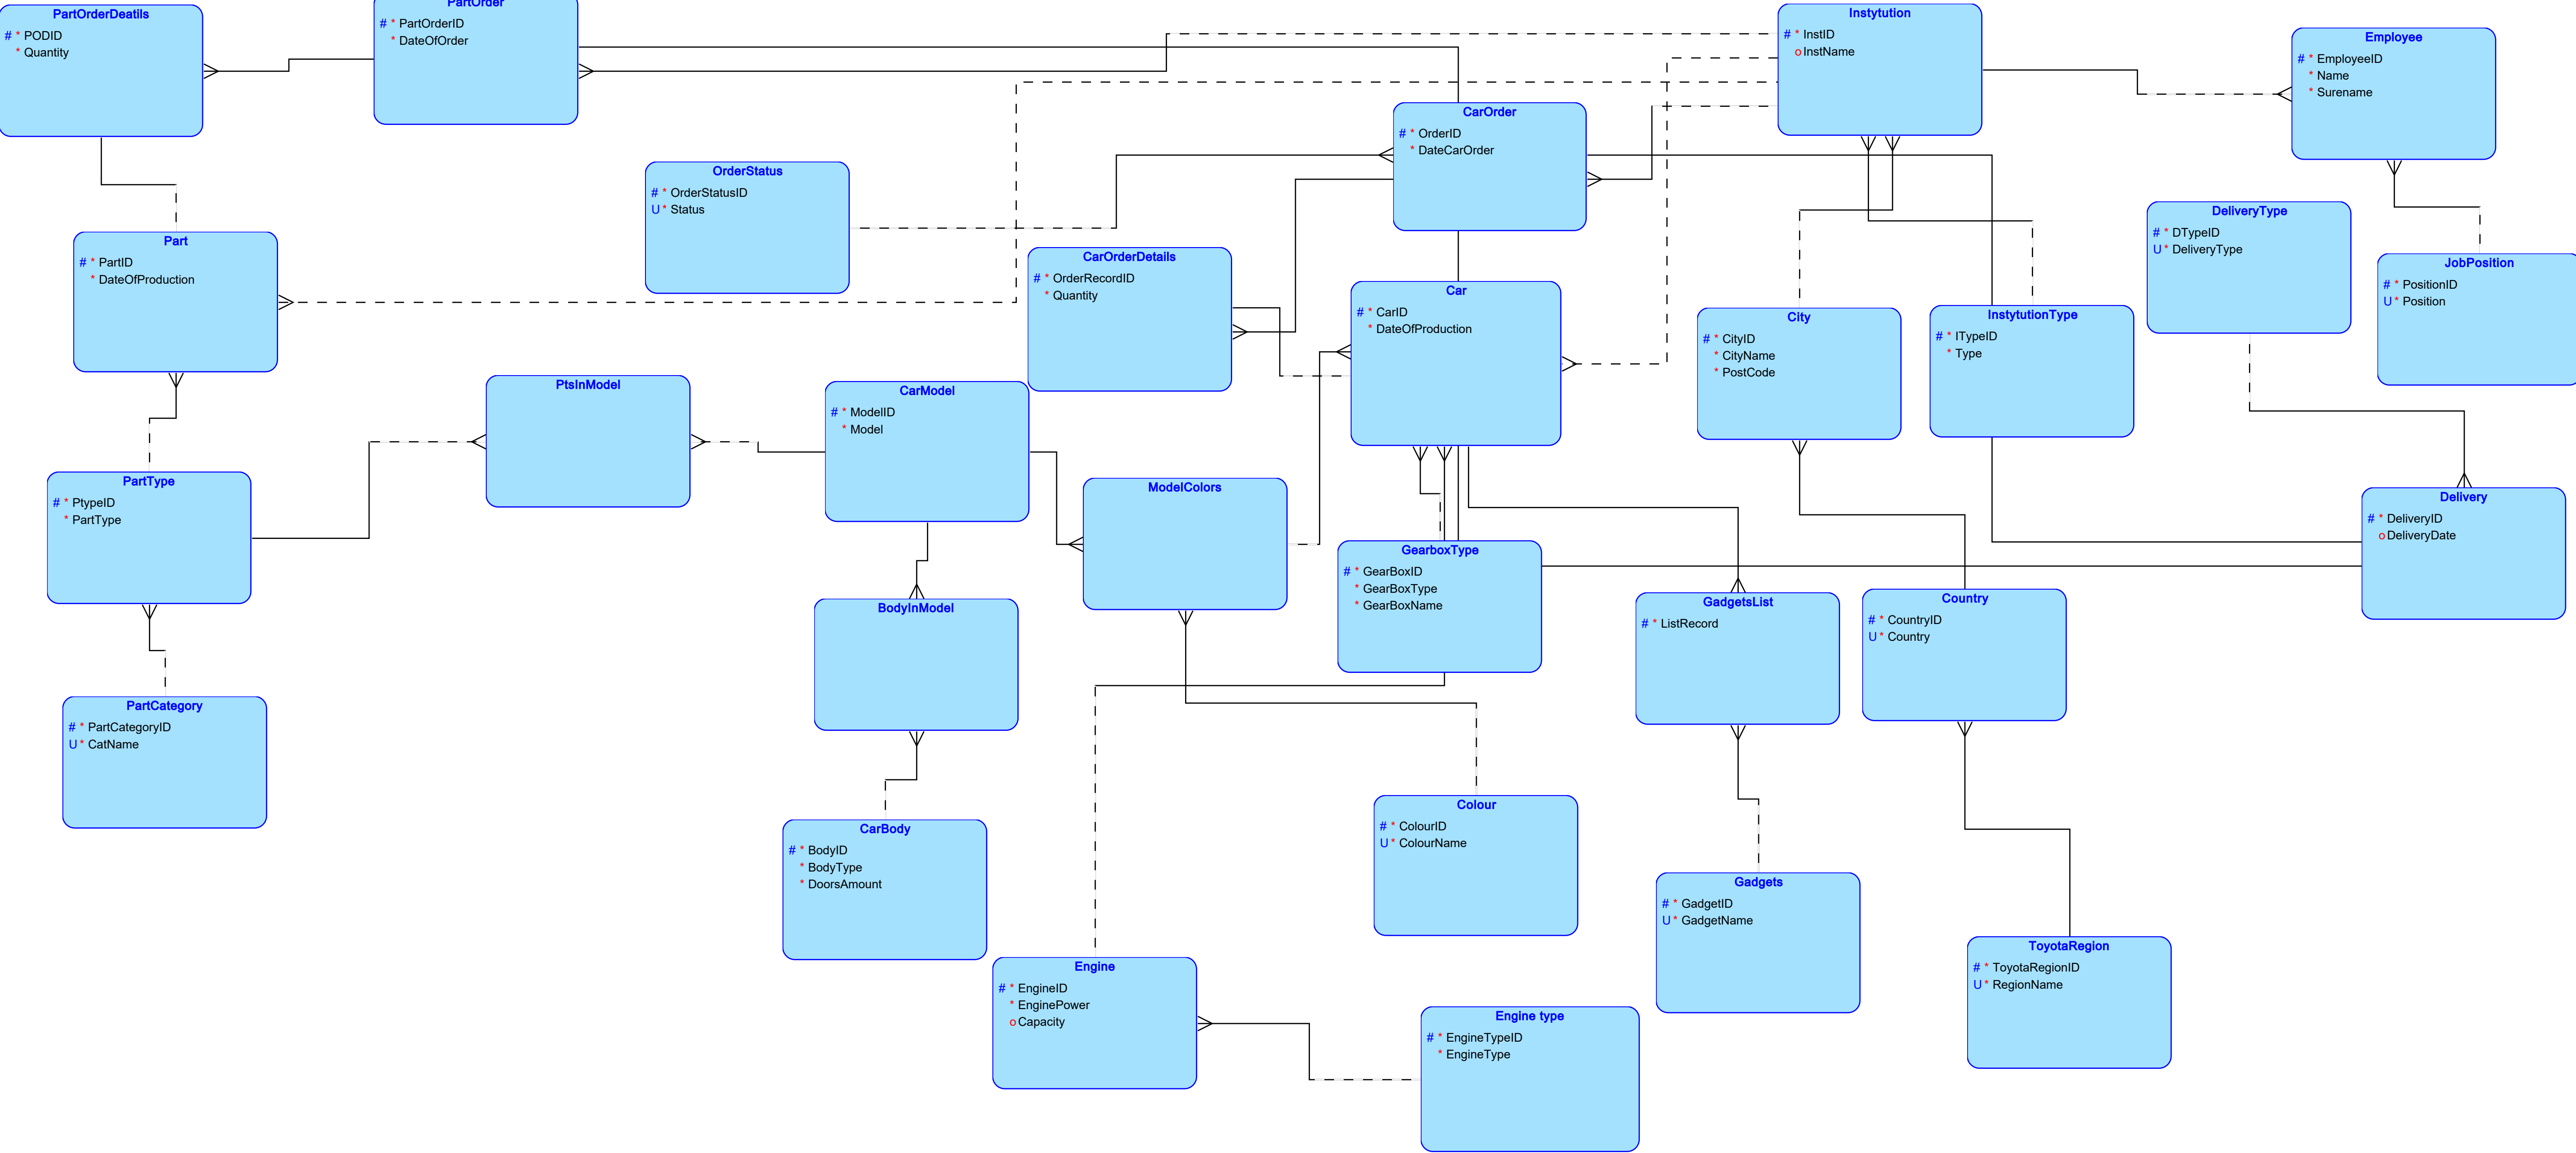 PartOrderDeatils
# * PODID
* Quantity
PartOrder
# * PartOrderID
* DateOfOrder
Instytution
# * InstID
o InstName
Employee
# * EmployeeID
* Name
* Surename
CarOrder
# * OrderID
* DateCarOrder
OrderStatus
# * OrderStatusID
U * Status
DeliveryType
# * DTypeID
U * DeliveryType
Part
# * PartID
* DateOfProduction
CarOrderDetails
# * OrderRecordID
* Quantity
JobPosition
# * PositionID
U * Position
Car
# * CarID
* DateOfProduction
City
# * CityID
* CityName
* PostCode
InstytutionType
# * ITypeID
* Type
PtsInModel
CarModel
# * ModelID
* Model
PartType
# * PtypeID
* PartType
ModelColors
Delivery
# * DeliveryID
o DeliveryDate
GearboxType
# * GearBoxID
* GearBoxType
* GearBoxName
BodyInModel
GadgetsList
# * ListRecord
Country
# * CountryID
U * Country
PartCategory
# * PartCategoryID
U * CatName
CarBody
# * BodyID
* BodyType
* DoorsAmount
Colour
# * ColourID
U * ColourName
Gadgets
# * GadgetID
U * GadgetName
ToyotaRegion
# * ToyotaRegionID
U * RegionName
Engine
# * EngineID
* EnginePower
o Capacity
Engine type
# * EngineTypeID
* EngineType